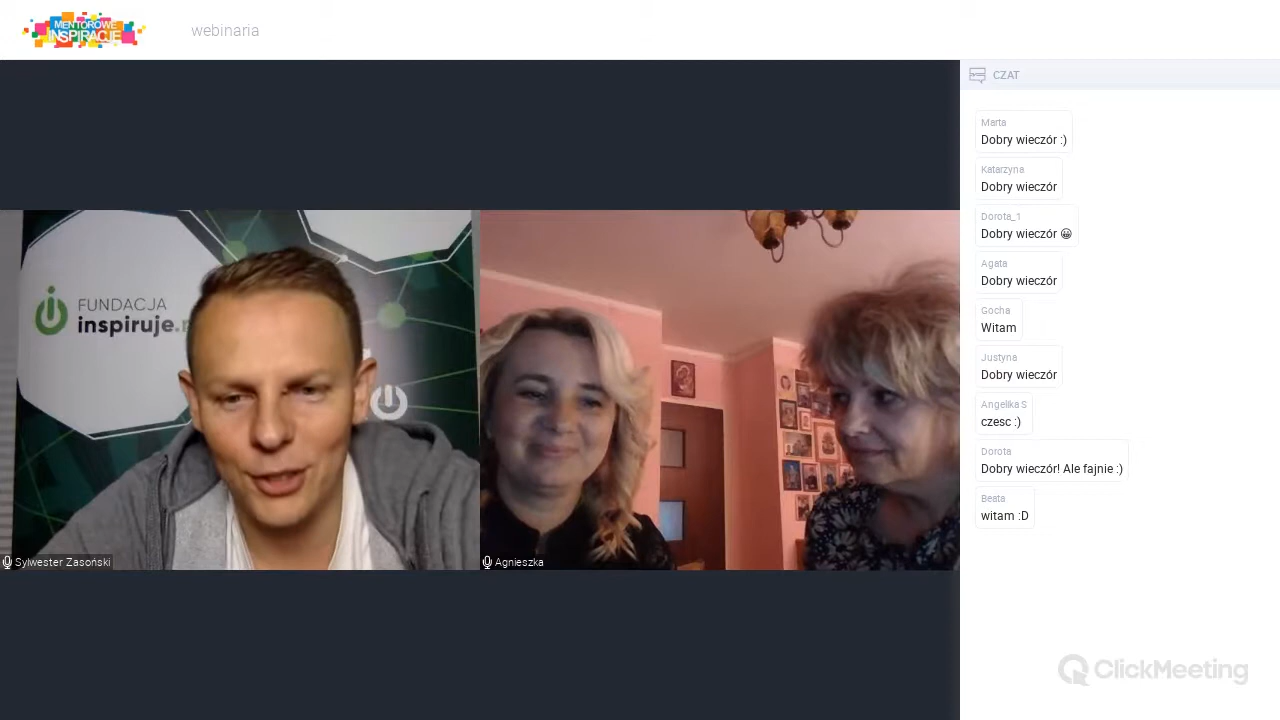 MENTOROWE
INSPIRACJE
webinaria
FUNDACJA
inspiruje.
Sylwester Zasoński
Agnieszka
CZAT
Marta
Dobry wieczór :)
Katarzyna
Dobry wieczór
Dorota_1
Dobry wieczór 😀
Agata
Dobry wieczór
Gocha
Witam
Justyna
Dobry wieczór
Angelika S
czesc :)
Dorota
Dobry wieczór! Ale fajnie :)
Beata
witam :D
ClickMeeting